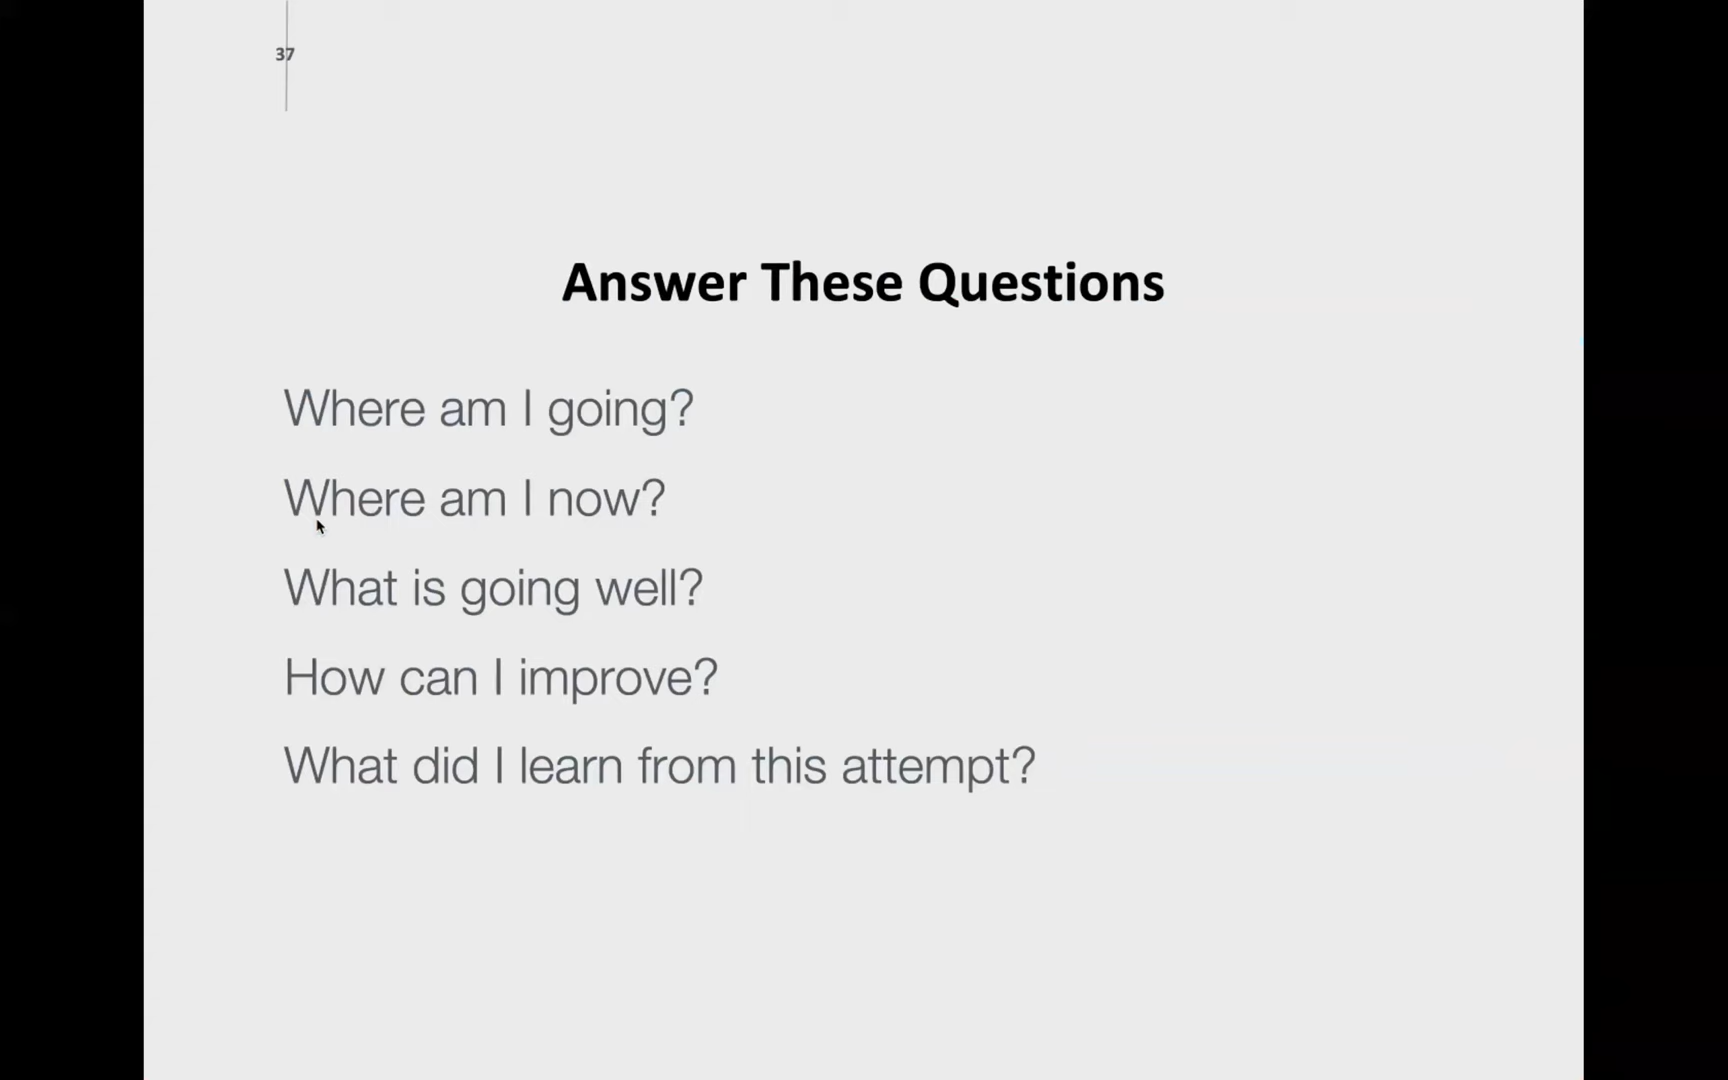 37
Answer These Questions
Where am I going?
Where am I now?
What is going well?
How can I improve?
What did I learn from this attempt?